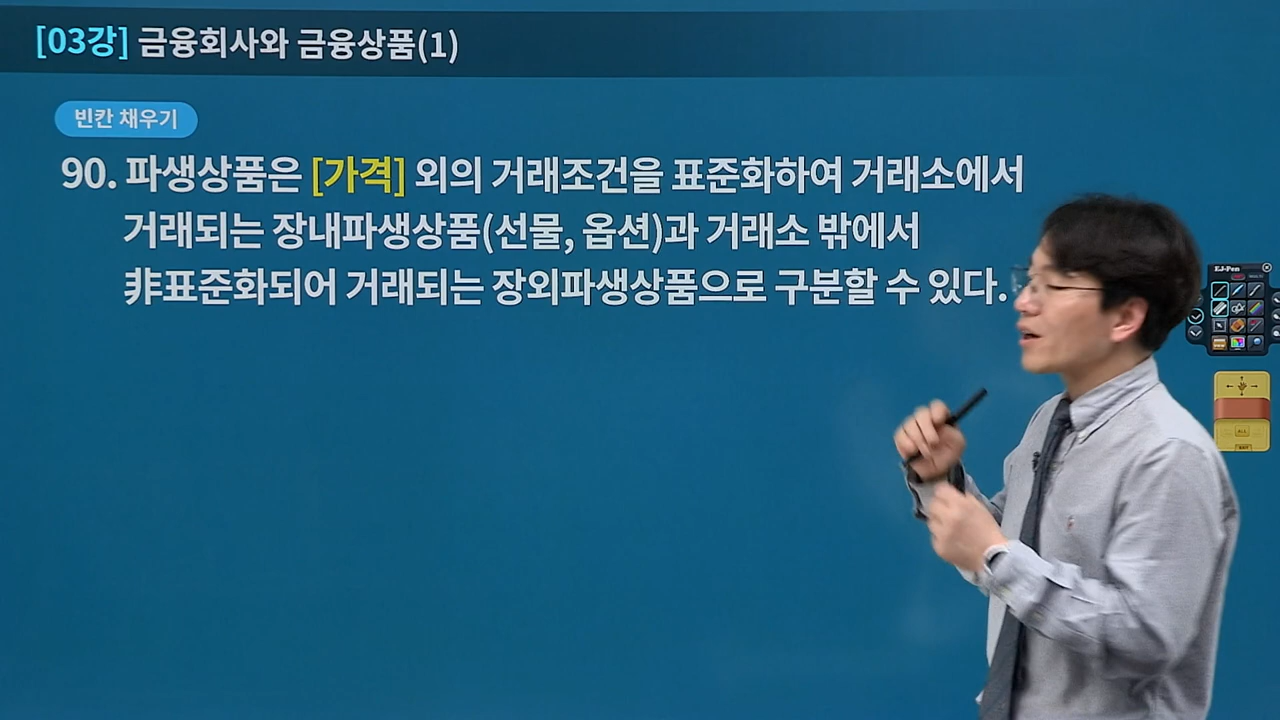 [03강] 금융회사와 금융상품(1)
빈칸 채우기
90. 파생상품은 [가격] 외의 거래조건을 표준화하여 거래소에서
거래되는 장내파생상품(선물, 옵션)과 거래소 밖에서
非표준화되어 거래되는 장외파생상품으로 구분할 수 있다.
EJ-Pen
ALL